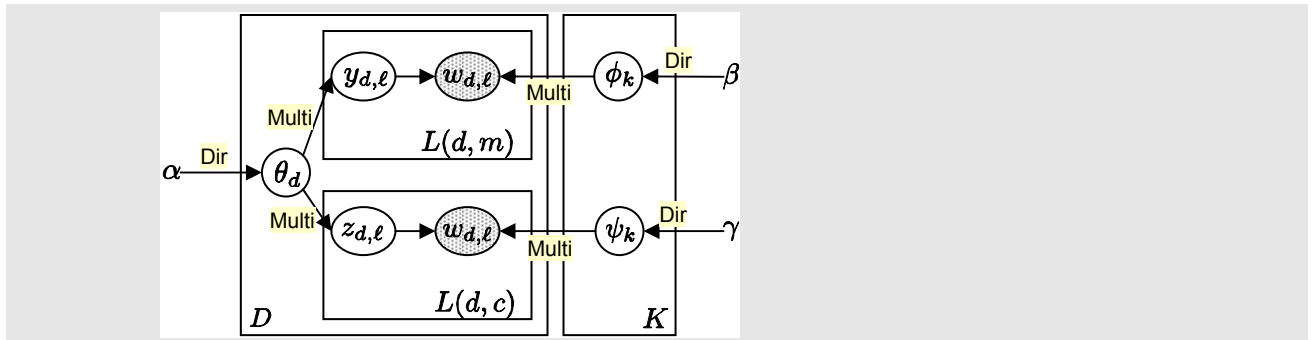 y_{d,ℓ} w_{d,ℓ} ϕ_k Dir β
Multi
Multi
L(d, m)
α Dir θ_d
Multi z_{d,ℓ} w_{d,ℓ} ψ_k Dir γ
Multi
L(d, c)
D K